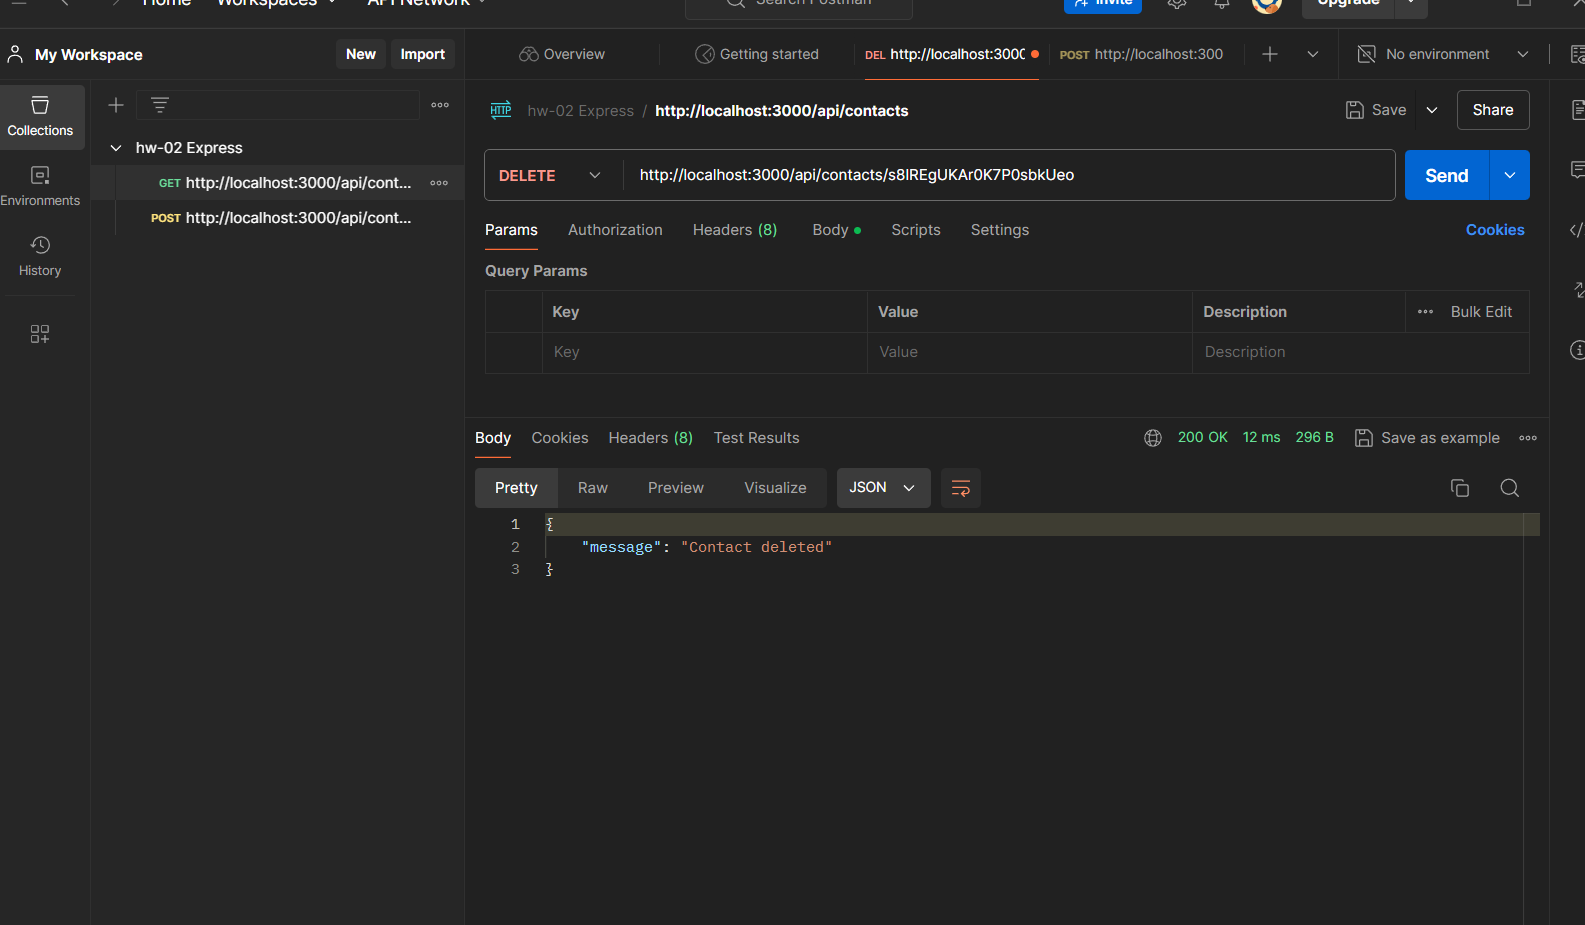 Home Workspaces API Network Search Postman Invite Upgrade
My Workspace New Import
Overview Getting started DEL http://localhost:3000 POST http://localhost:300 No environment
Collections
Environments
History
hw-02 Express
GET http://localhost:3000/api/cont...
POST http://localhost:3000/api/cont...
HTTP hw-02 Express / http://localhost:3000/api/contacts Save Share
DELETE http://localhost:3000/api/contacts/s8lREgUKAr0K7P0sbkUeo Send
Params Authorization Headers (8) Body Scripts Settings Cookies
Query Params
Key Value Description Bulk Edit
Key Value Description
Body Cookies Headers (8) Test Results 200 OK 12 ms 296 B Save as example
Pretty Raw Preview Visualize JSON
1 {
2 "message": "Contact deleted"
3 }